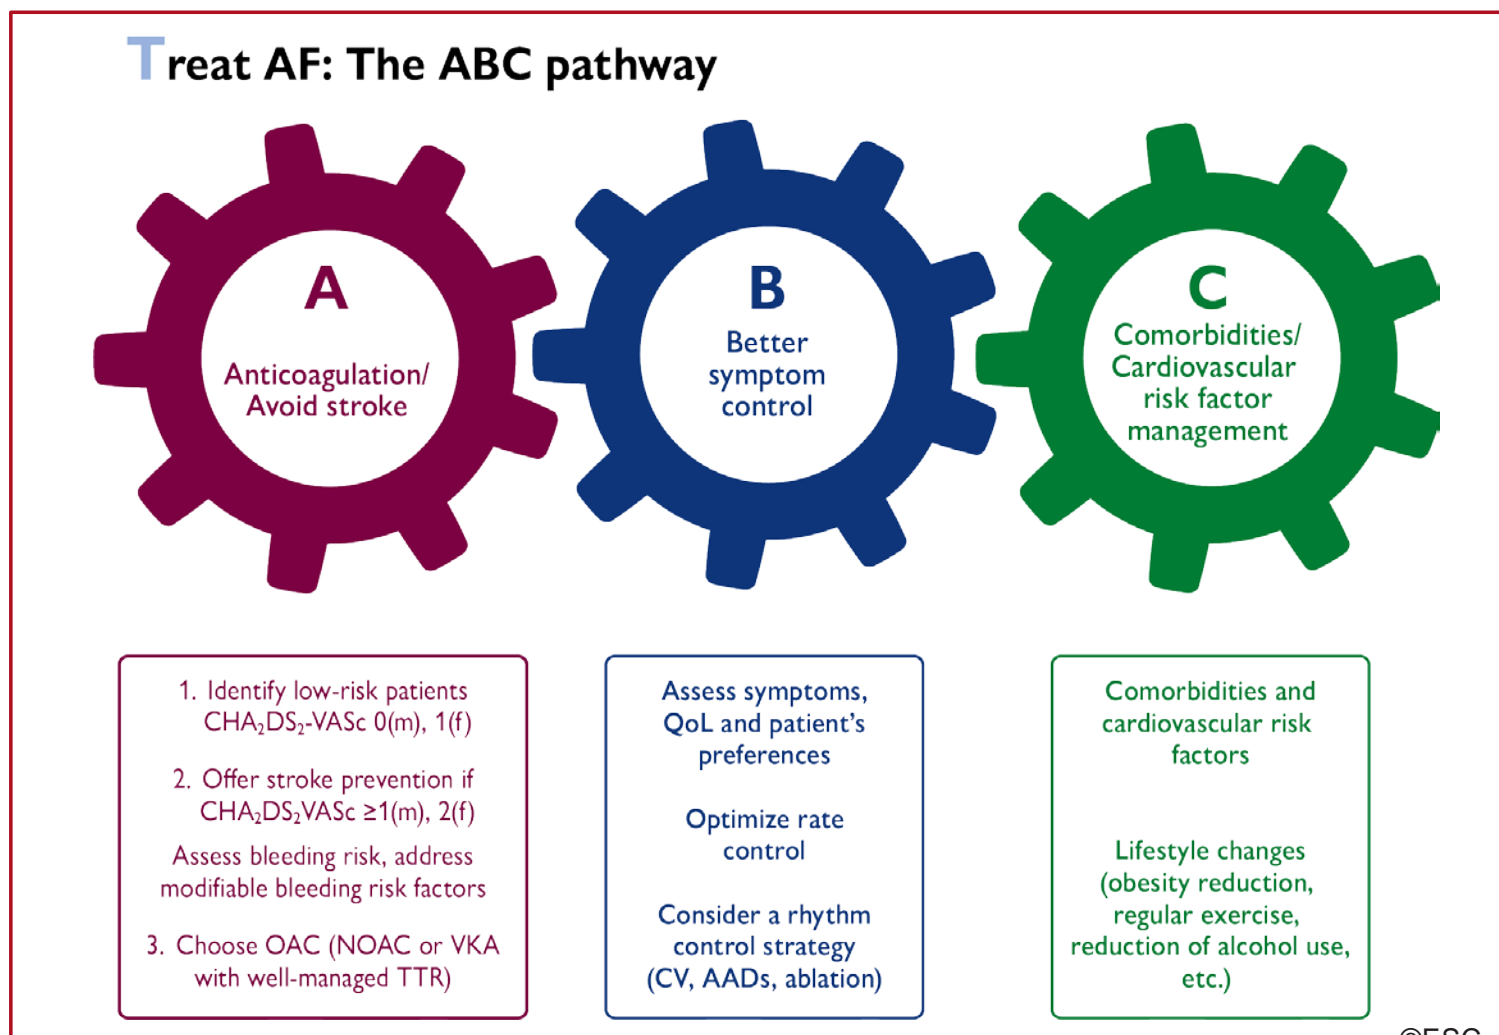 Treat AF: The ABC pathway
A
Anticoagulation/
Avoid stroke
B
Better
symptom
control
C
Comorbidities/
Cardiovascular
risk factor
management
1. Identify low-risk patients
CHA₂DS₂-VASc 0(m), 1(f)
2. Offer stroke prevention if
CHA₂DS₂VASc ≥1(m), 2(f)
Assess bleeding risk, address
modifiable bleeding risk factors
3. Choose OAC (NOAC or VKA
with well-managed TTR)
Assess symptoms,
QoL and patient's
preferences
Optimize rate
control
Consider a rhythm
control strategy
(CV, AADs, ablation)
Comorbidities and
cardiovascular risk
factors
Lifestyle changes
(obesity reduction,
regular exercise,
reduction of alcohol use,
etc.)
©ESC